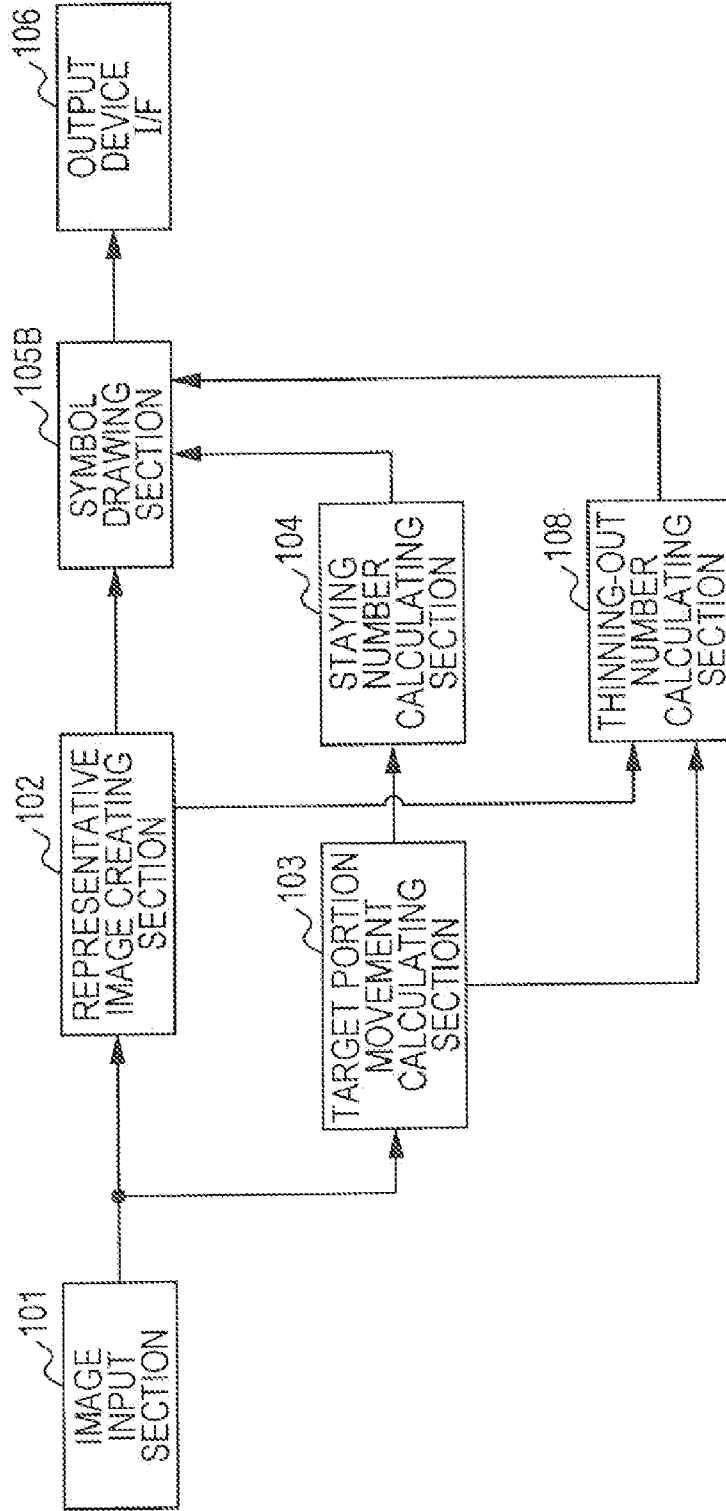 101
IMAGE
INPUT
SECTION
102
REPRESENTATIVE
IMAGE CREATING
SECTION
105B
SYMBOL
DRAWING
SECTION
106
OUTPUT
DEVICE
I/F
103
TARGET PORTION
MOVEMENT
CALCULATING
SECTION
104
STAYING
NUMBER
CALCULATING
SECTION
108
THINNING-OUT
NUMBER
CALCULATING
SECTION